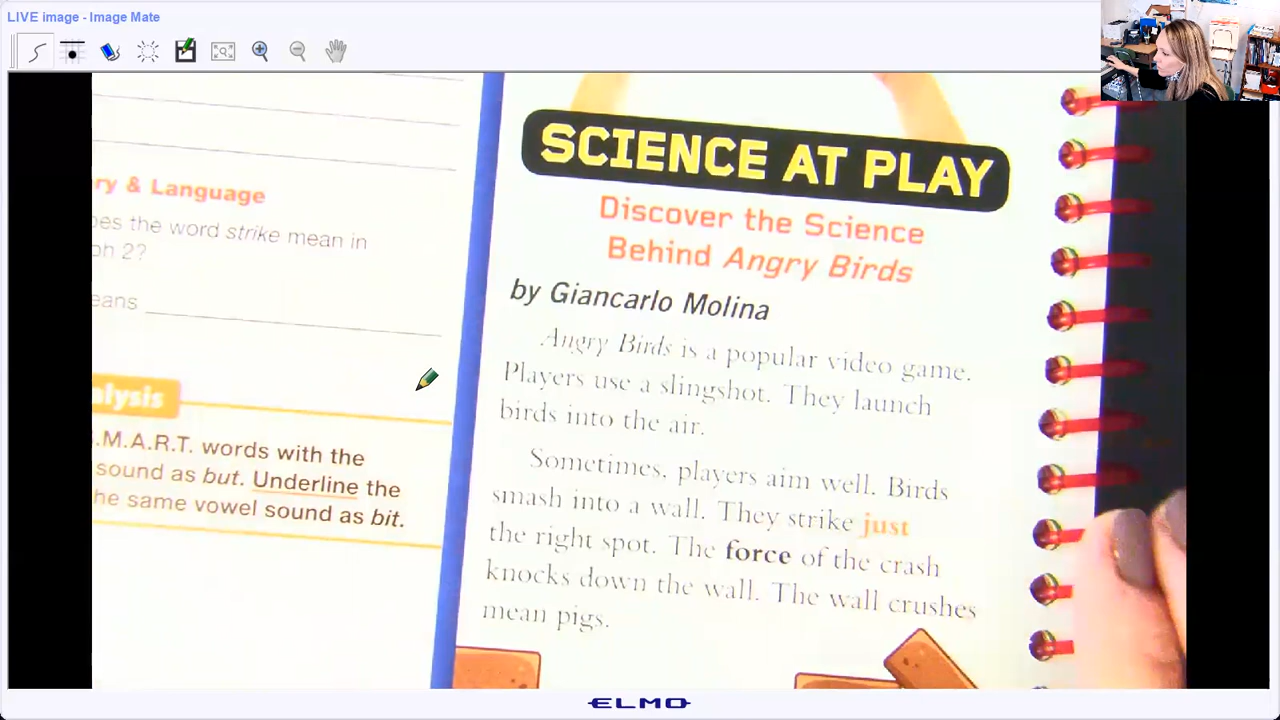 LIVE image - Image Mate
ry & Language
oes the word strike mean in
ph 2?
eans
alysis
S.M.A.R.T. words with the
sound as but. Underline the
he same vowel sound as bit.
SCIENCE AT PLAY
Discover the Science
Behind Angry Birds
by Giancarlo Molina
Angry Birds is a popular video game.
Players use a slingshot. They launch
birds into the air.
Sometimes, players aim well. Birds
smash into a wall. They strike just
the right spot. The force of the crash
knocks down the wall. The wall crushes
mean pigs.
ELMO